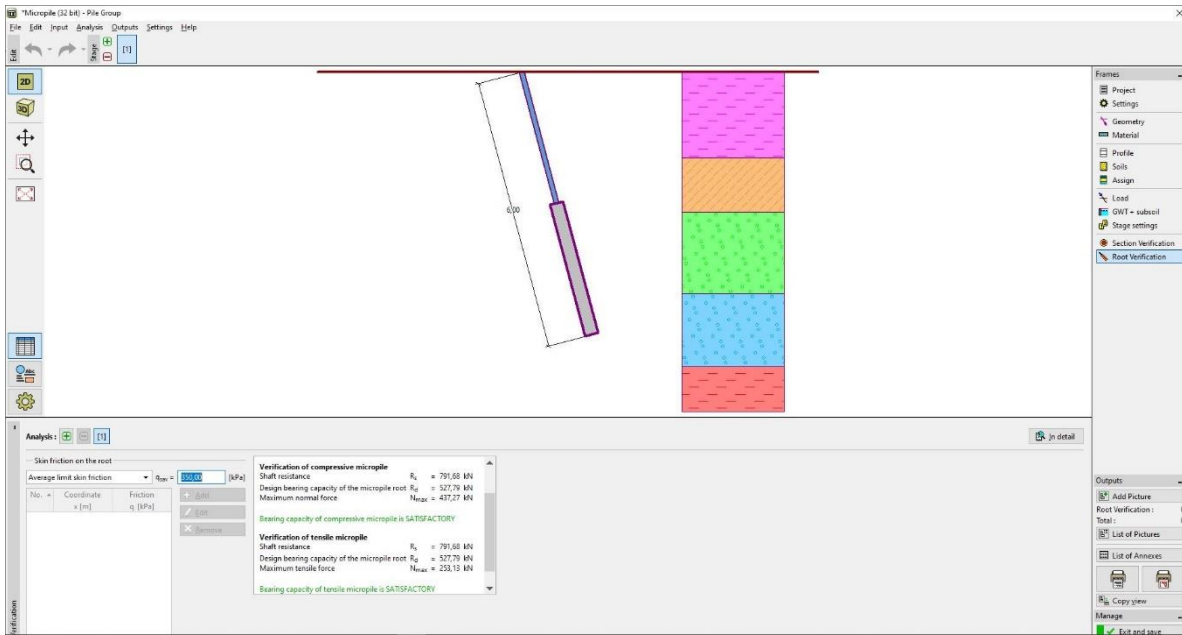 *Micropile (32 bit) - Pile Group
File Edit Input Analysis Outputs Settings Help
Edit
Stage
[1]
2D
3D
6,00
Abc
Frames
Project
Settings
Geometry
Material
Profile
Soils
Assign
Load
GWT + subsoil
Stage settings
Section Verification
Root Verification
Analysis : [1]
In detail
Skin friction on the root
Average limit skin friction
350,00 [kPa]
No. Coordinate Friction
x [m] q [kPa]
Add
Edit
Remove
Verification of compressive micropile
Shaft resistance Rs = 791,68 kN
Design bearing capacity of the micropile root Rd = 527,79 kN
Maximum normal force Nmax = 437,27 kN
Bearing capacity of compressive micropile is SATISFACTORY
Verification of tensile micropile
Shaft resistance Rs = 791,68 kN
Design bearing capacity of the micropile root Rd = 527,79 kN
Maximum tensile force Nmax = 253,13 kN
Bearing capacity of tensile micropile is SATISFACTORY
Outputs
Add Picture
Root Verification :
Total :
List of Pictures
List of Annexes
Copy view
Manage
Exit and save